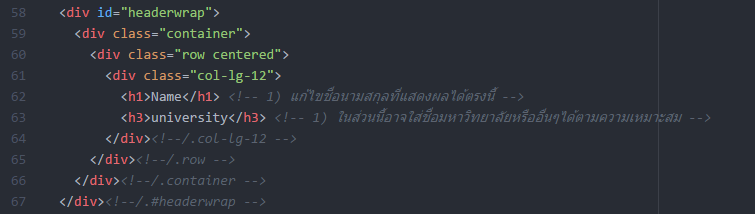 58 <div id="headerwrap">
59 <div class="container">
60 <div class="row centered">
61 <div class="col-lg-12">
62 <h1>Name</h1> <!-- 1) แก้ไขชื่อนามสกุลที่แสดงผลได้ตรงนี้ -->
63 <h3>university</h3> <!-- 1) ในส่วนนี้อาจใส่ชื่อมหาวิทยาลัยหรืออื่นๆได้ตามความเหมาะสม -->
64 </div><!--/.col-lg-12 -->
65 </div><!--/.row -->
66 </div><!--/.container -->
67 </div><!--/.#headerwrap -->